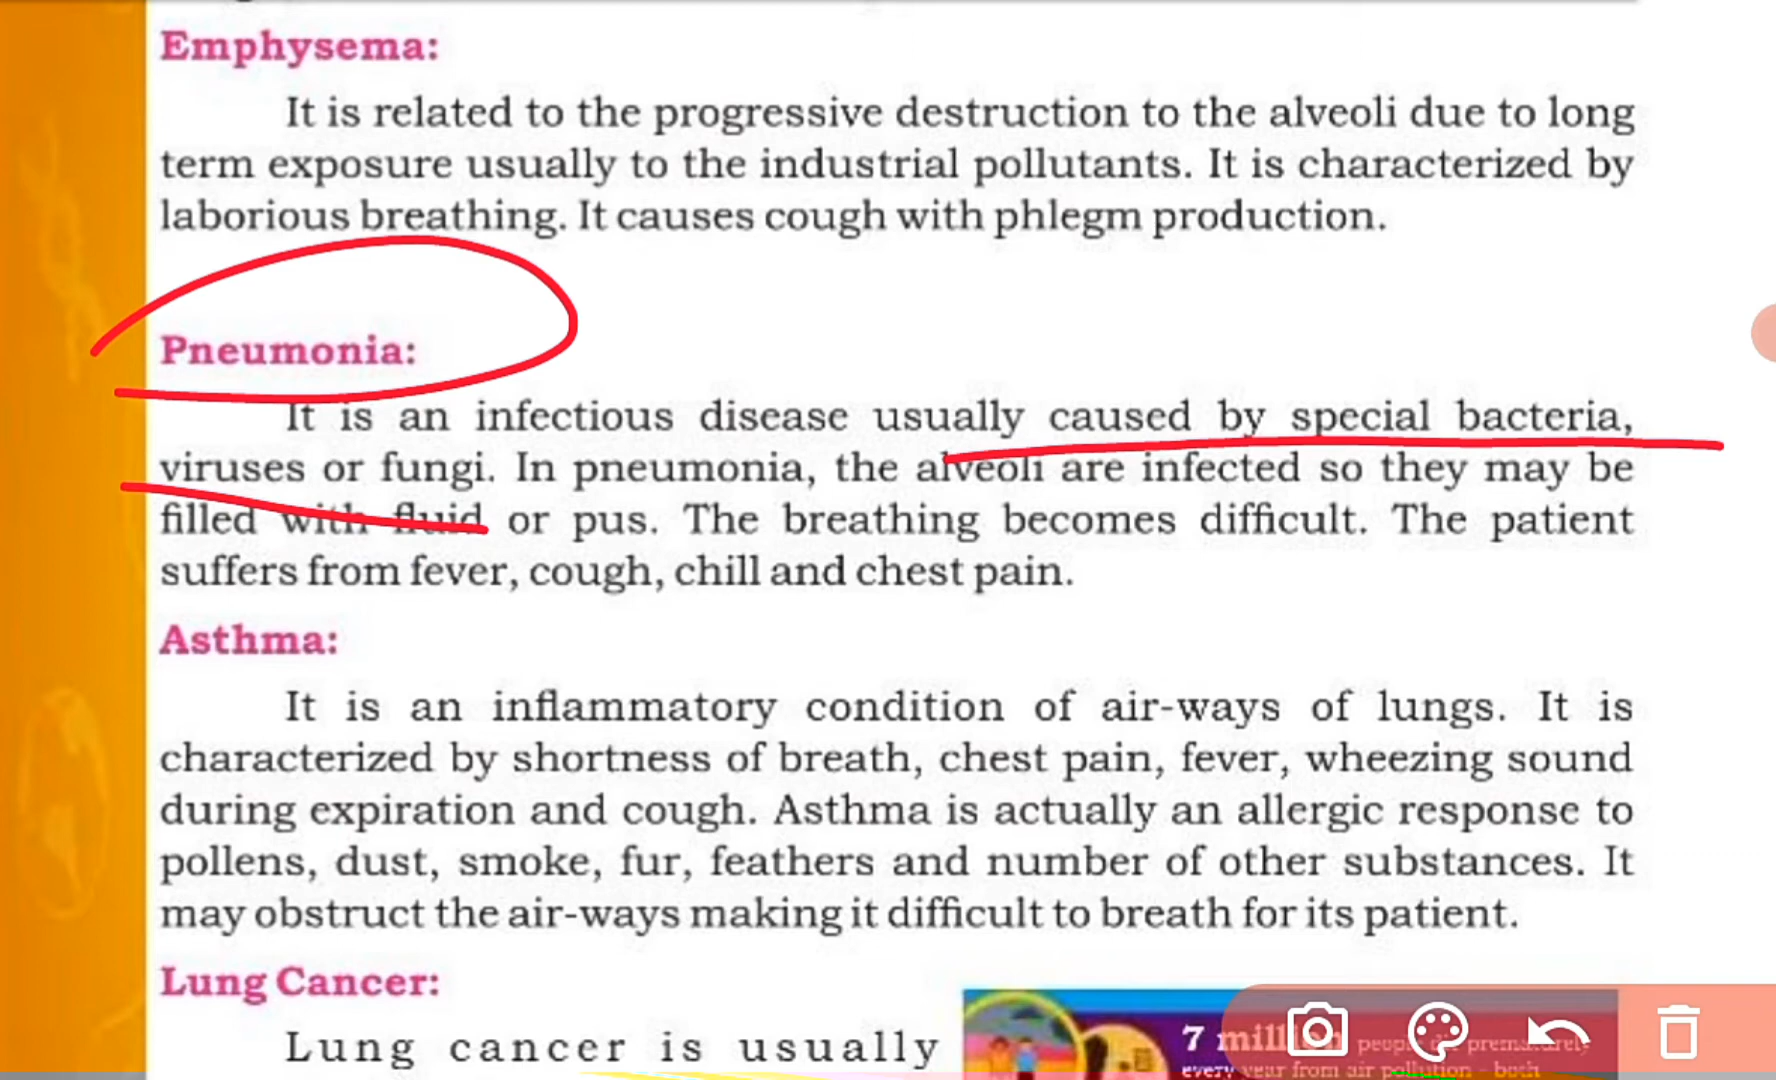 Emphysema:
It is related to the progressive destruction to the alveoli due to long
term exposure usually to the industrial pollutants. It is characterized by
laborious breathing. It causes cough with phlegm production.
Pneumonia:
It is an infectious disease usually caused by special bacteria,
viruses or fungi. In pneumonia, the alveoli are infected so they may be
filled with fluid or pus. The breathing becomes difficult. The patient
suffers from fever, cough, chill and chest pain.
Asthma:
It is an inflammatory condition of air-ways of lungs. It is
characterized by shortness of breath, chest pain, fever, wheezing sound
during expiration and cough. Asthma is actually an allergic response to
pollens, dust, smoke, fur, feathers and number of other substances. It
may obstruct the air-ways making it difficult to breath for its patient.
Lung Cancer:
Lung cancer is usually
7 million people die prematurely
every year from air pollution - both